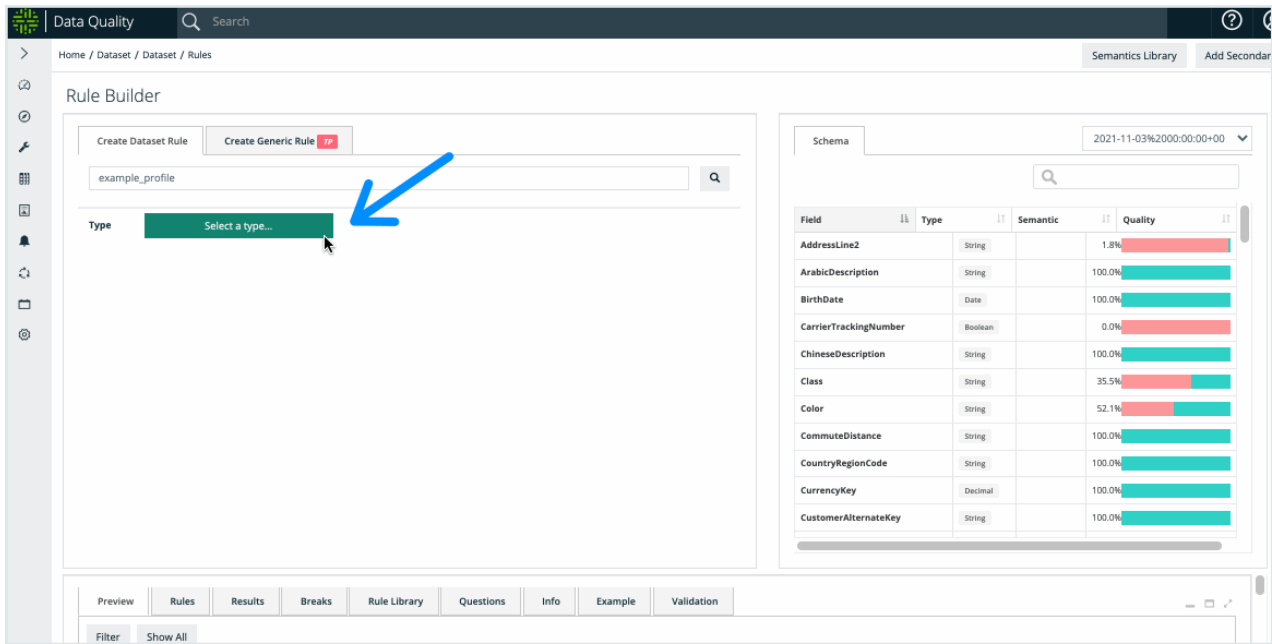 Data Quality
Search
Home / Dataset / Dataset / Rules
Semantics Library
Add Secondar
Rule Builder
Create Dataset Rule
Create Generic Rule TP
example_profile
Type
Select a type...
Schema
2021-11-03%2000:00:00+00
Field Type Semantic Quality
AddressLine2 String 1.8%
ArabicDescription String 100.0%
BirthDate Date 100.0%
CarrierTrackingNumber Boolean 0.0%
ChineseDescription String 100.0%
Class String 35.5%
Color String 52.1%
CommuteDistance String 100.0%
CountryRegionCode String 100.0%
CurrencyKey Decimal 100.0%
CustomerAlternateKey String 100.0%
Preview Rules Results Breaks Rule Library Questions Info Example Validation
Filter Show All